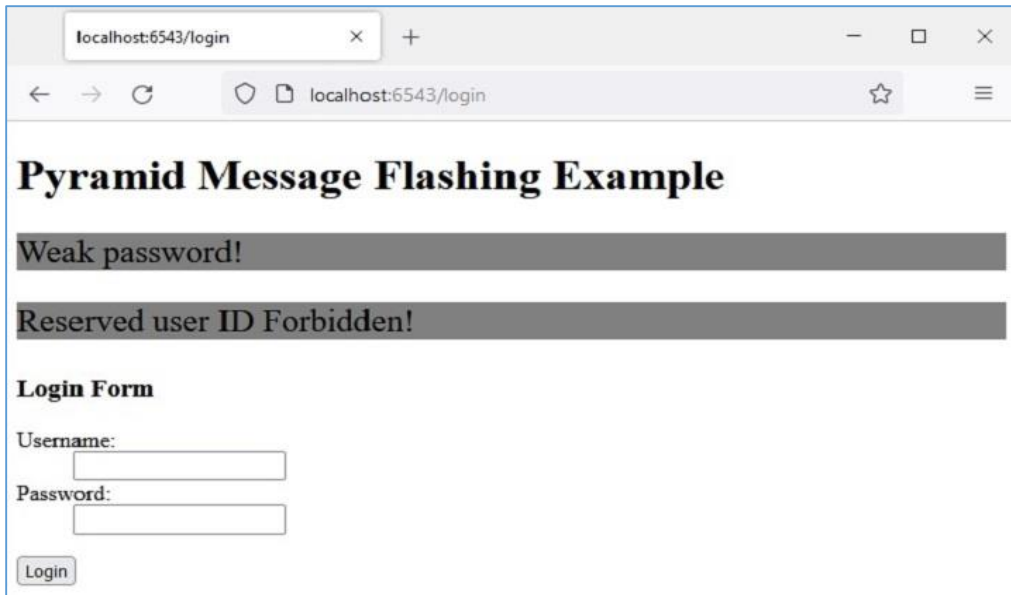 localhost:6543/login
localhost:6543/login
Pyramid Message Flashing Example
Weak password!
Reserved user ID Forbidden!
Login Form
Username:
Password:
Login